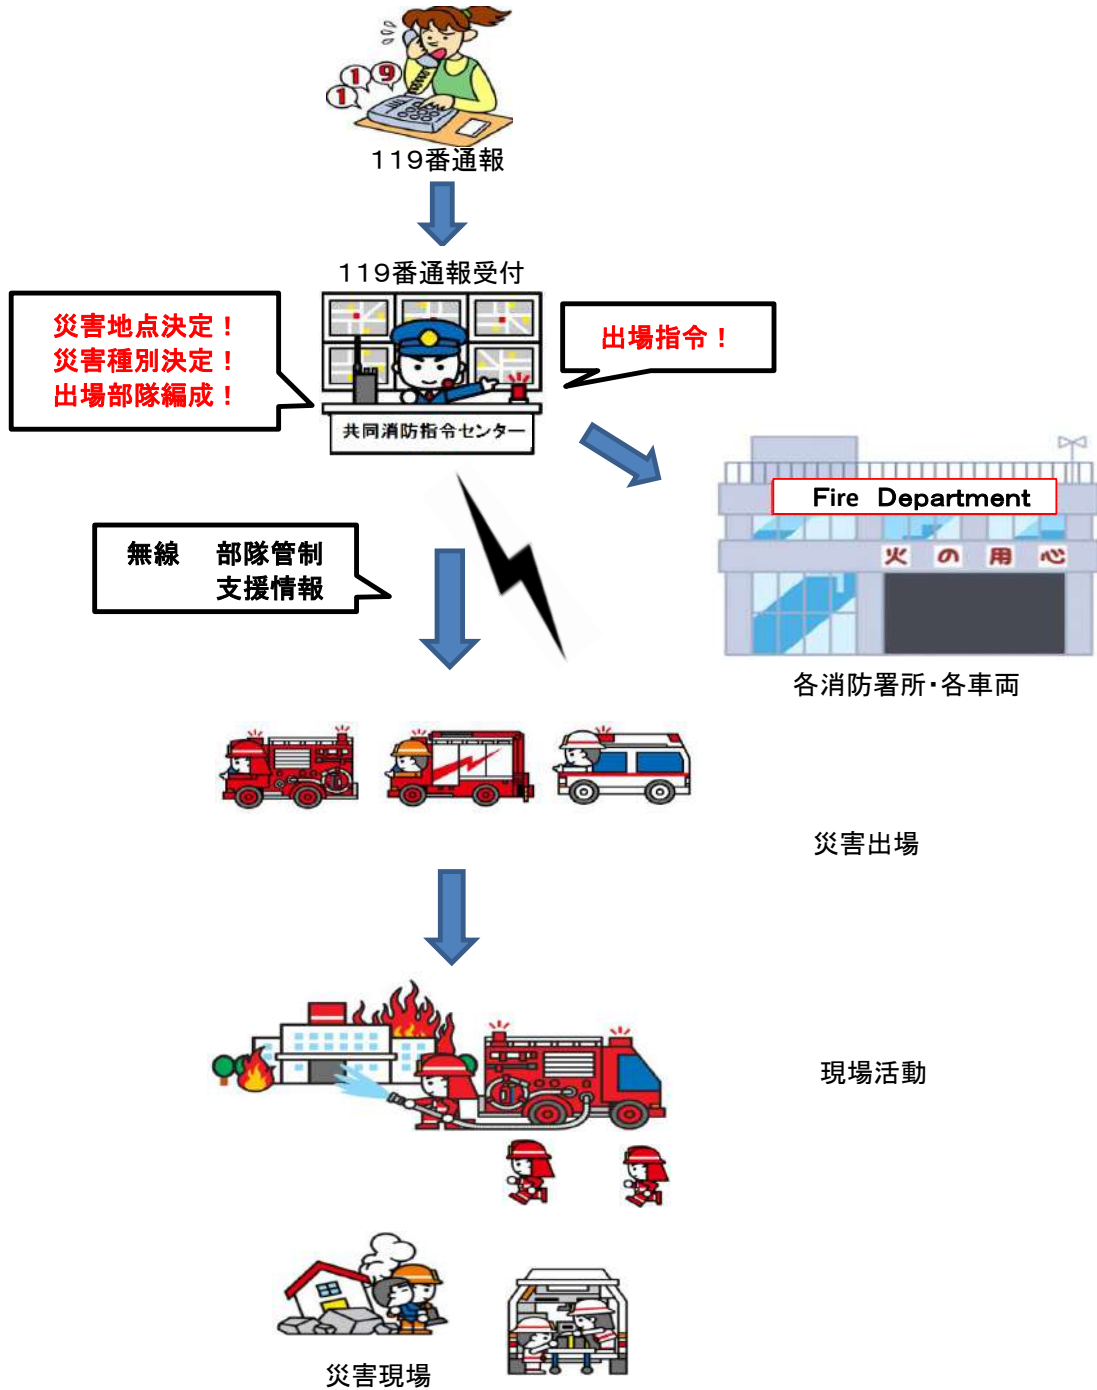 1 1 9
119番通報
119番通報受付
災害地点決定！
災害種別決定！
出場部隊編成！
出場指令！
共同消防指令センター
Fire Department
火の用心
無線 部隊管制
支援情報
各消防署所・各車両
災害出場
現場活動
災害現場